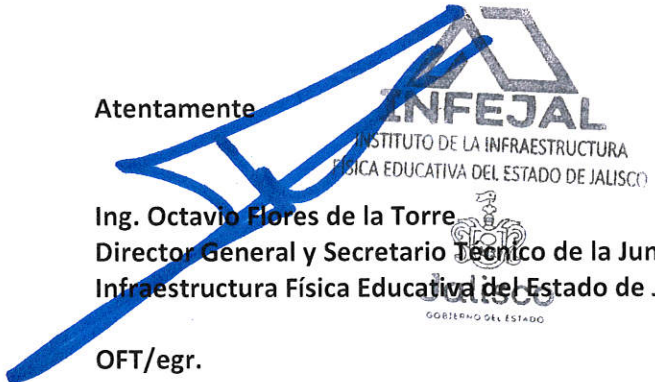 Atentamente
INFEJAL
INSTITUTO DE LA INFRAESTRUCTURA
FÍSICA EDUCATIVA DEL ESTADO DE JALISCO
Ing. Octavio Flores de la Torre
Director General y Secretario Técnico de la Jun
Infraestructura Física Educativa del Estado de J
Jalisco
GOBIERNO DEL ESTADO
OFT/egr.